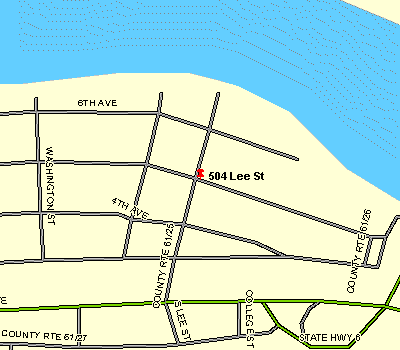 6TH AVE
WASHINGTON ST
504 Lee St
4TH AVE
COUNTY RTE 61/25
COUNTY RTE 61/26
S LEE ST
COLLEGE ST
COUNTY RTE 61/27
STATE HWY 6